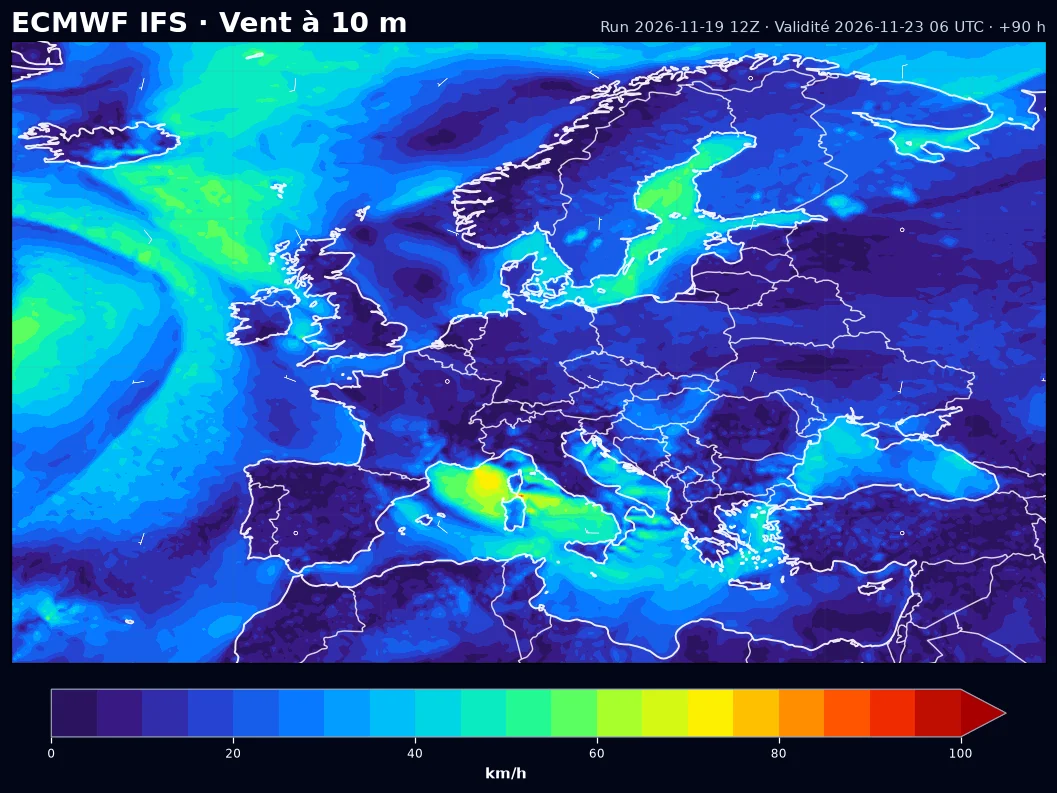 ECMWF IFS · Vent à 10 m
Run 2026-11-19 12Z · Validité 2026-11-23 06 UTC · +90 h
0 20 40 60 80 100
km/h